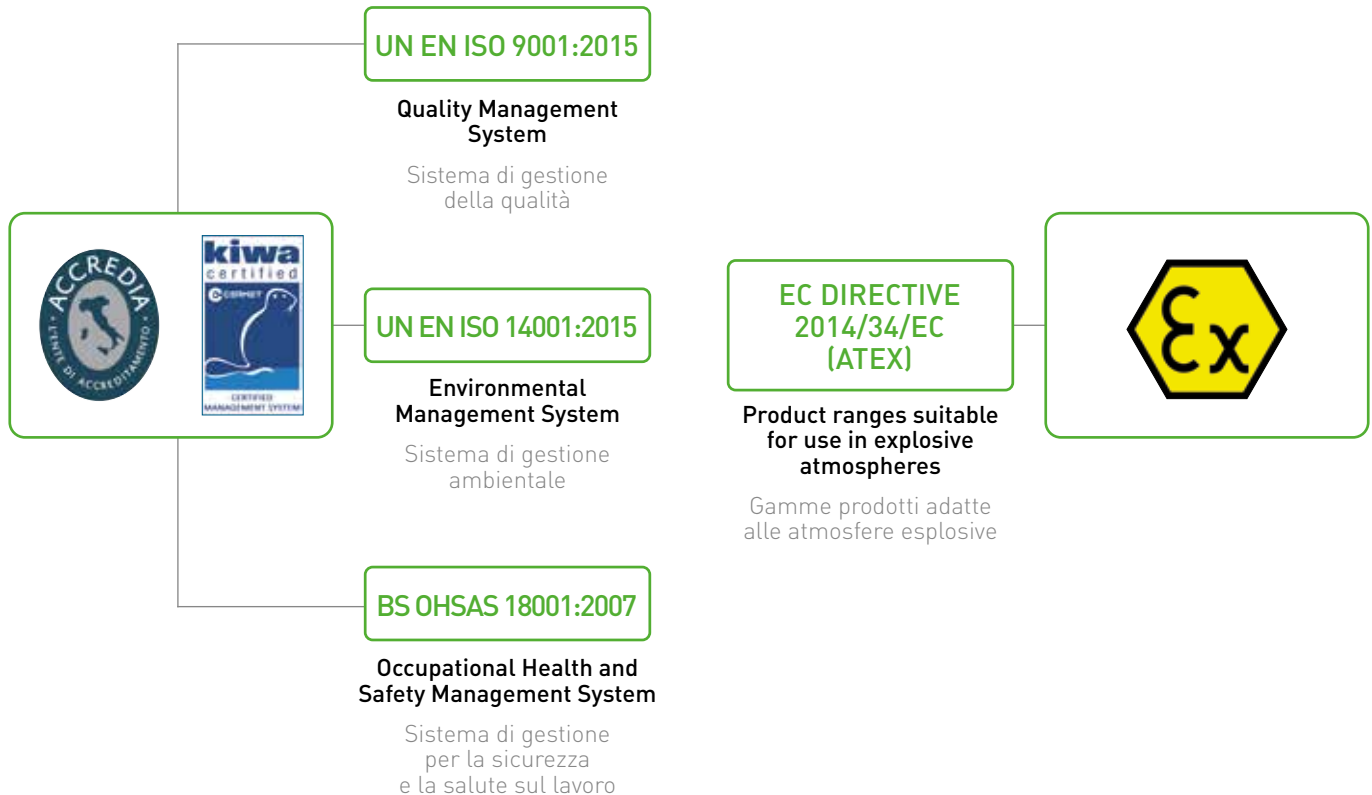 UN EN ISO 9001:2015
Quality Management
System
Sistema di gestione
della qualità
ACCREDIA
L'ENTE DI ACCREDITAMENTO
kiwa
certified
CERMET
CERTIFIED
MANAGEMENT SYSTEM
UN EN ISO 14001:2015
Environmental
Management System
Sistema di gestione
ambientale
BS OHSAS 18001:2007
Occupational Health and
Safety Management System
Sistema di gestione
per la sicurezza
e la salute sul lavoro
EC DIRECTIVE
2014/34/EC
(ATEX)
Product ranges suitable
for use in explosive
atmospheres
Gamme prodotti adatte
alle atmosfere esplosive
Ex